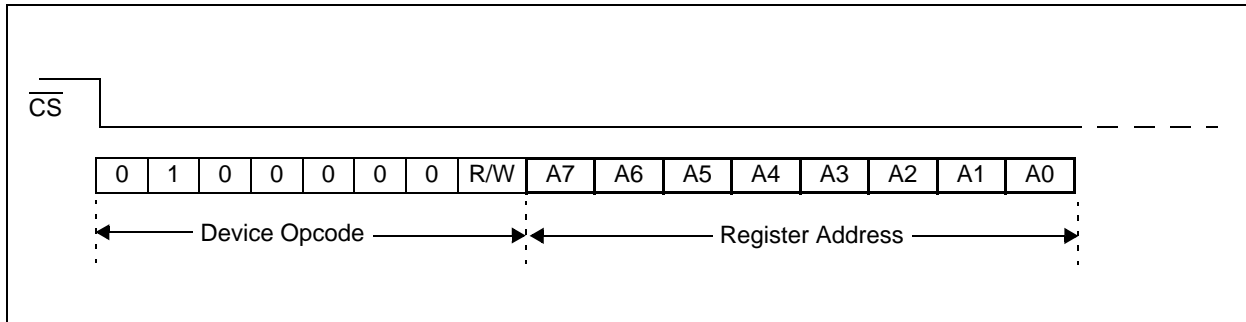 CS
0 1 0 0 0 0 0 R/W A7 A6 A5 A4 A3 A2 A1 A0
Device Opcode Register Address